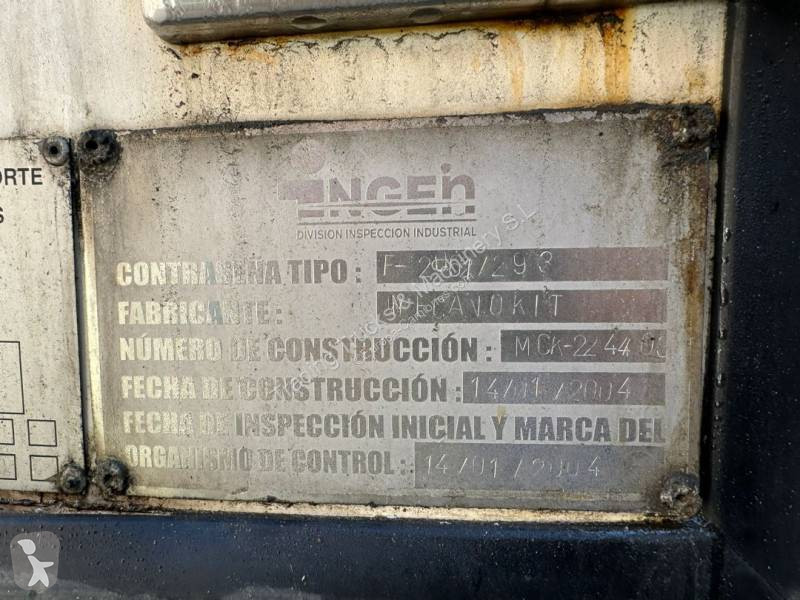 ORTE
S
INGEIN
DIVISION INSPECCION INDUSTRIAL
CONTRASEÑA TIPO :
FABRICANTE :
NÚMERO DE CONSTRUCCIÓN :
FECHA DE CONSTRUCCIÓN : 14/01/2004
FECHA DE INSPECCIÓN INICIAL Y MARCA DEL
ORGANISMO DE CONTROL : 14/01/2004